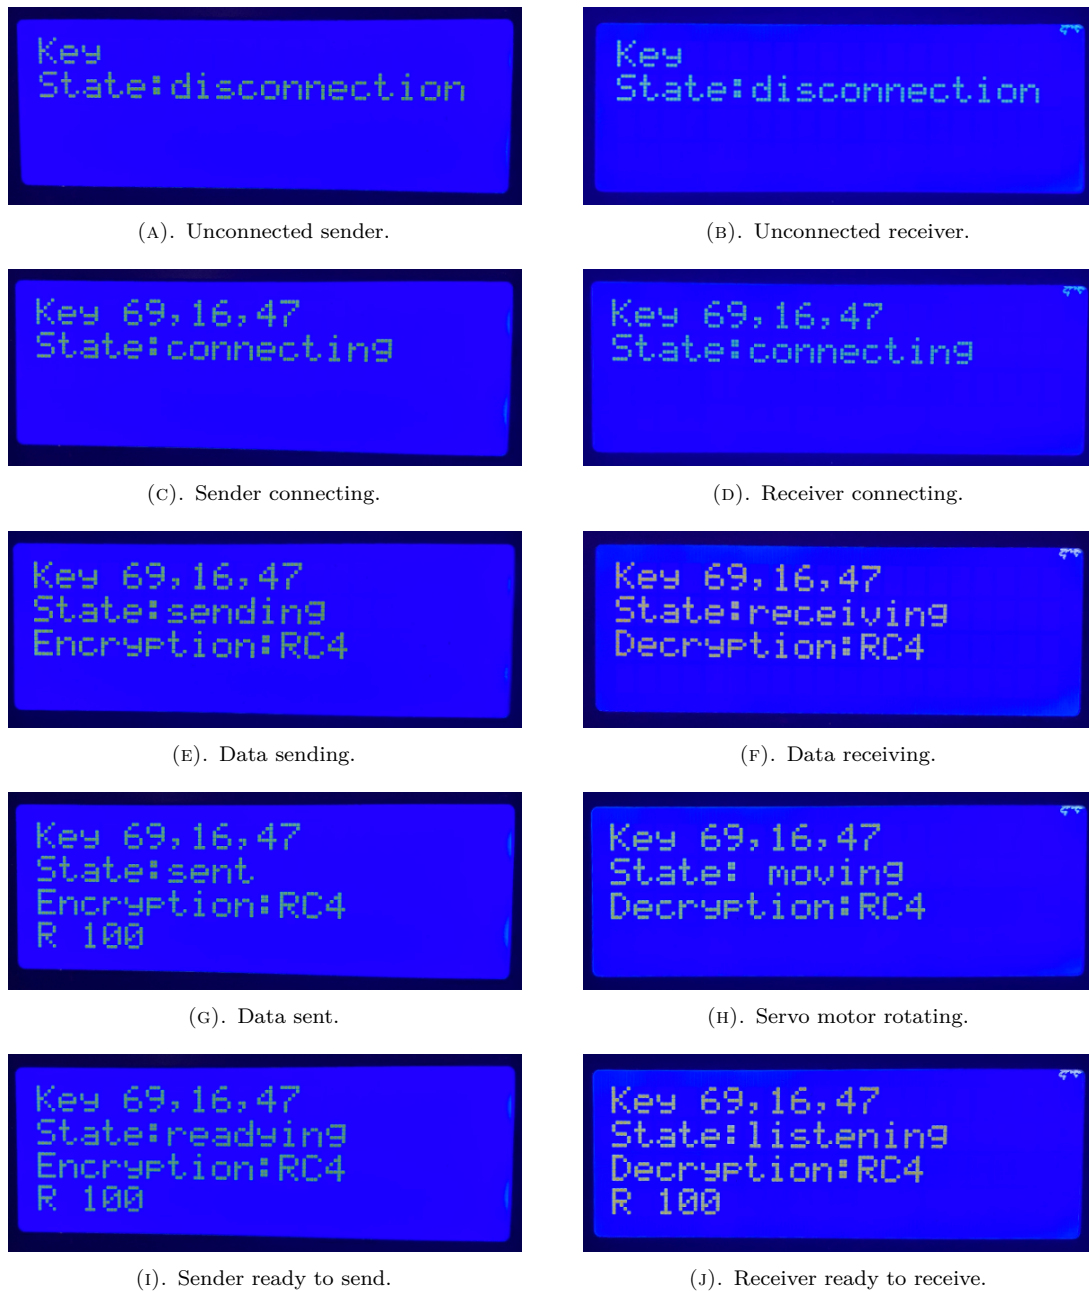 Key
State:disconnection
(A). Unconnected sender.
Key
State:disconnection
(B). Unconnected receiver.
Key 69,16,47
State:connecting
(C). Sender connecting.
Key 69,16,47
State:connecting
(D). Receiver connecting.
Key 69,16,47
State:sending
Encryption:RC4
(E). Data sending.
Key 69,16,47
State:receiving
Decryption:RC4
(F). Data receiving.
Key 69,16,47
State:sent
Encryption:RC4
R 100
(G). Data sent.
Key 69,16,47
State: moving
Decryption:RC4
(H). Servo motor rotating.
Key 69,16,47
State:readying
Encryption:RC4
R 100
(I). Sender ready to send.
Key 69,16,47
State:listening
Decryption:RC4
R 100
(J). Receiver ready to receive.